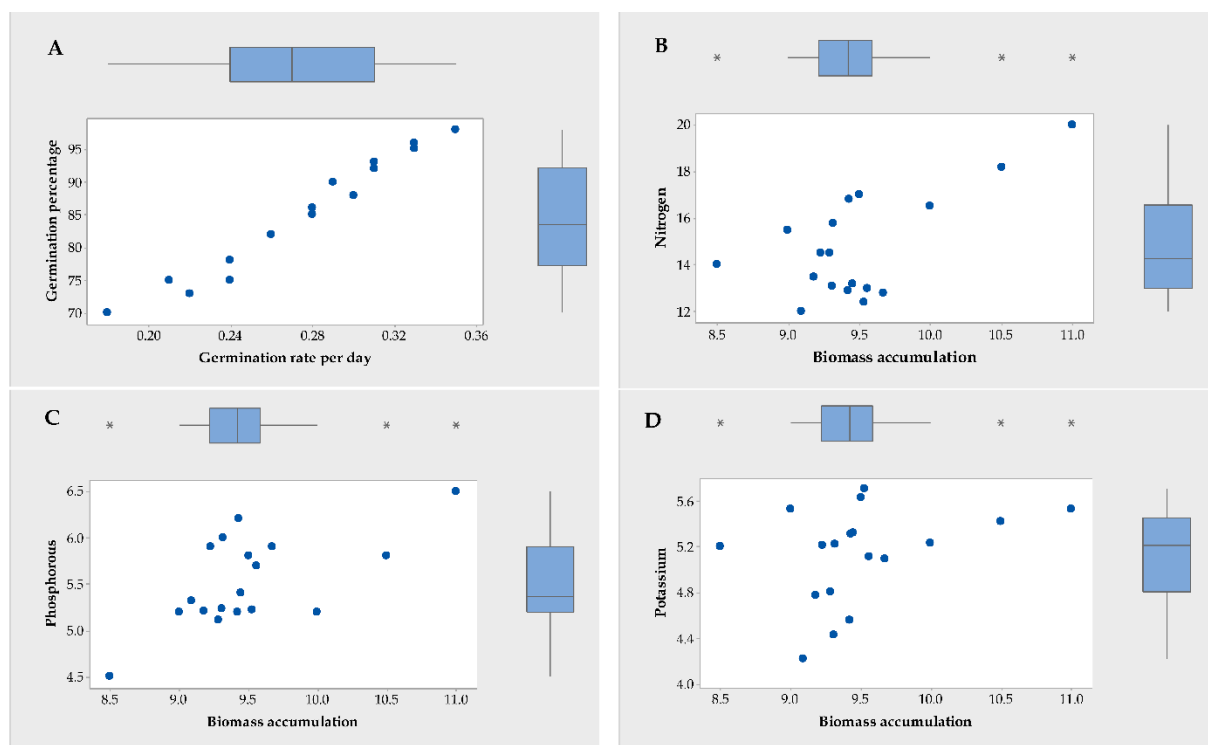 A
Germination percentage
95
90
85
80
75
70
0.20 0.24 0.28 0.32 0.36
Germination rate per day
B
Nitrogen
20
18
16
14
12
8.5 9.0 9.5 10.0 10.5 11.0
Biomass accumulation
C
Phosphorous
6.5
6.0
5.5
5.0
4.5
8.5 9.0 9.5 10.0 10.5 11.0
Biomass accumulation
D
Potassium
5.6
5.2
4.8
4.4
4.0
8.5 9.0 9.5 10.0 10.5 11.0
Biomass accumulation